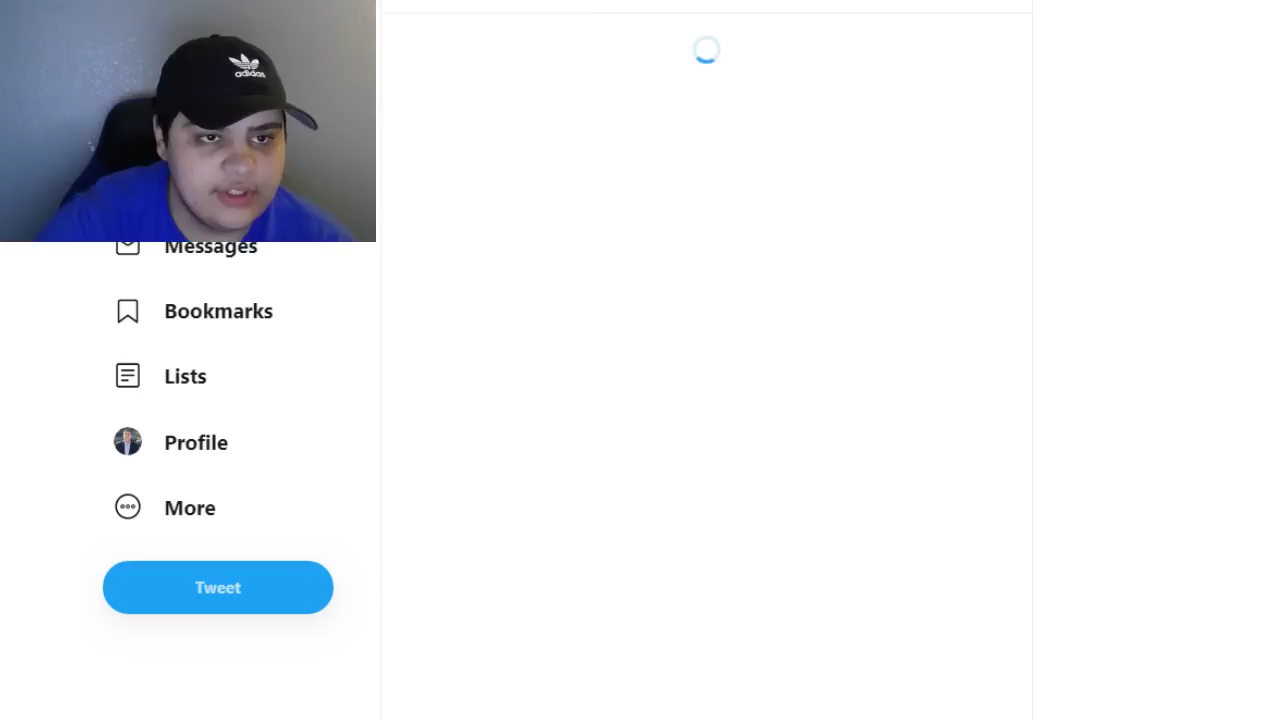 adidas
Messages
Bookmarks
Lists
Profile
More
Tweet